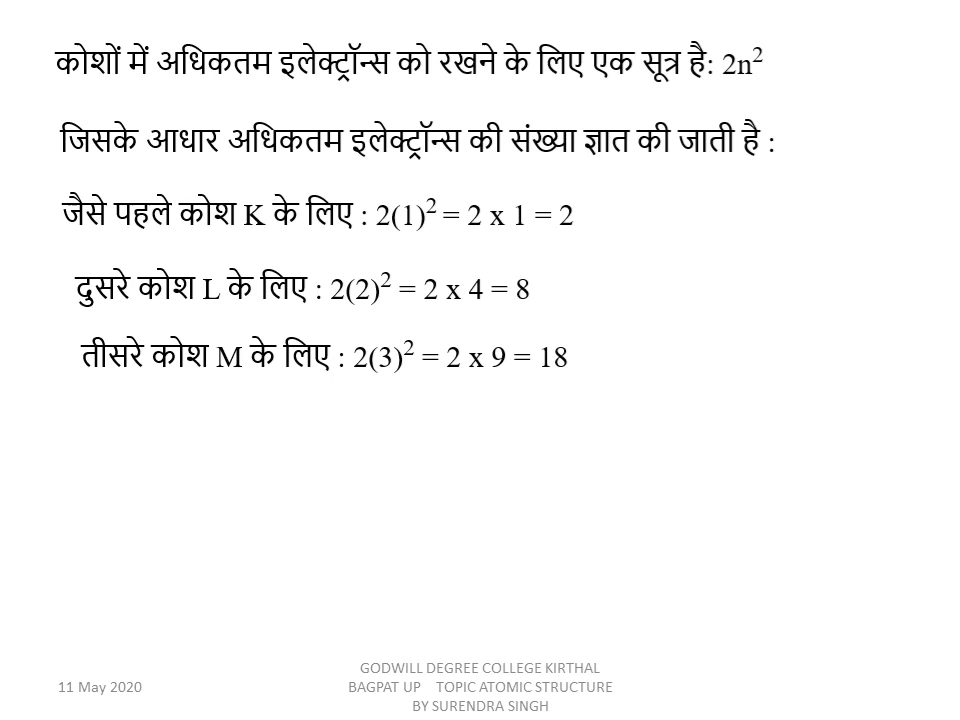 कोशों में अधिकतम इलेक्ट्रॉन्स को रखने के लिए एक सूत्र है: 2n²
जिसके आधार अधिकतम इलेक्ट्रॉन्स की संख्या ज्ञात की जाती है :
जैसे पहले कोश K के लिए : 2(1)² = 2 x 1 = 2
दुसरे कोश L के लिए : 2(2)² = 2 x 4 = 8
तीसरे कोश M के लिए : 2(3)² = 2 x 9 = 18
11 May 2020
GODWILL DEGREE COLLEGE KIRTHAL
BAGPAT UP TOPIC ATOMIC STRUCTURE
BY SURENDRA SINGH